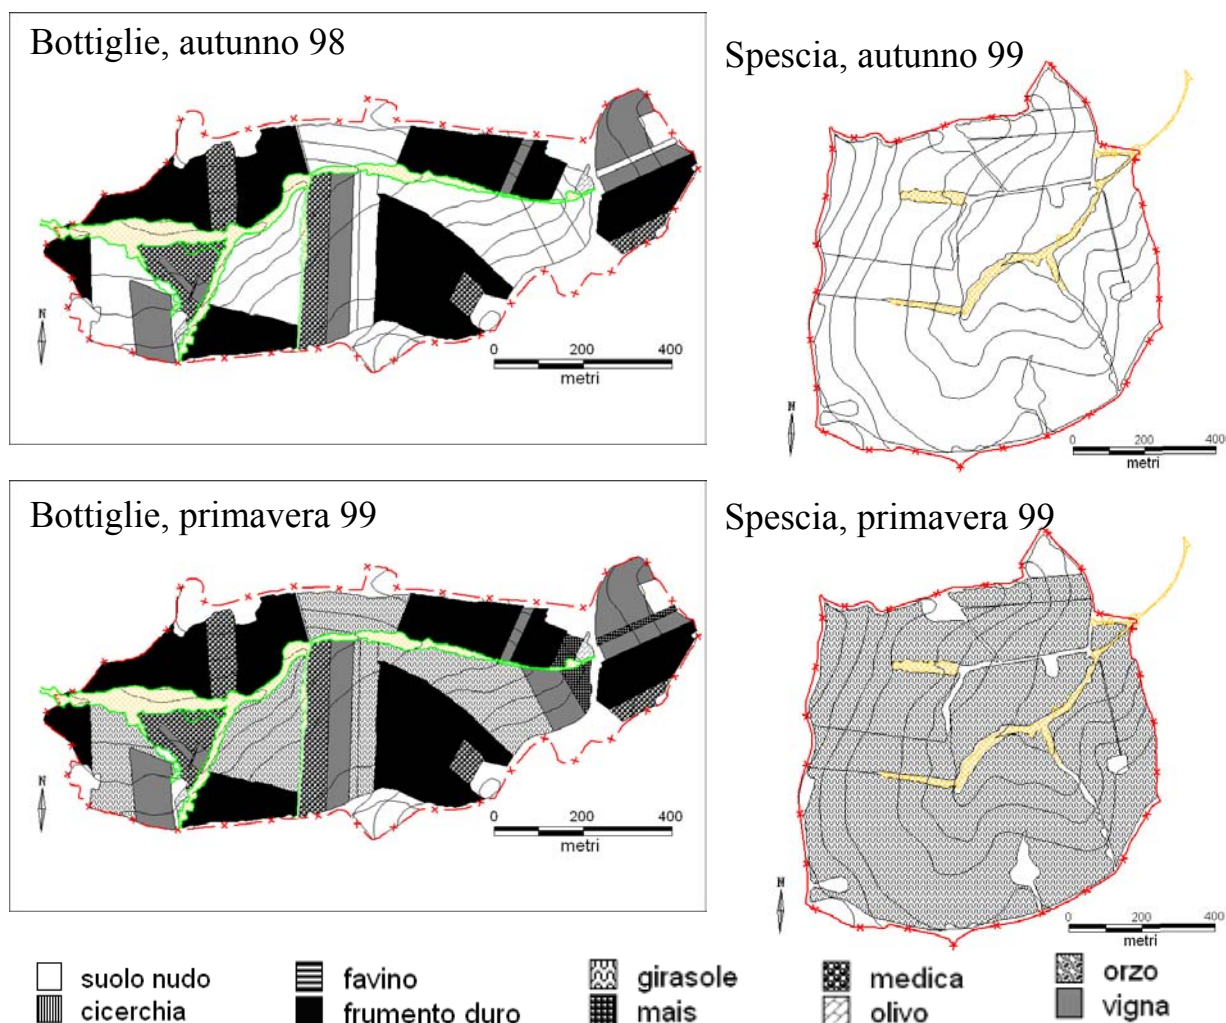 Bottiglie, autunno 98
N
0 200 400
metri
Spescia, autunno 99
N
0 200 400
metri
Bottiglie, primavera 99
N
0 200 400
metri
Spescia, primavera 99
N
0 200 400
metri
suolo nudo favino girasole medica orzo
cicerchia frumento duro mais olivo vigna